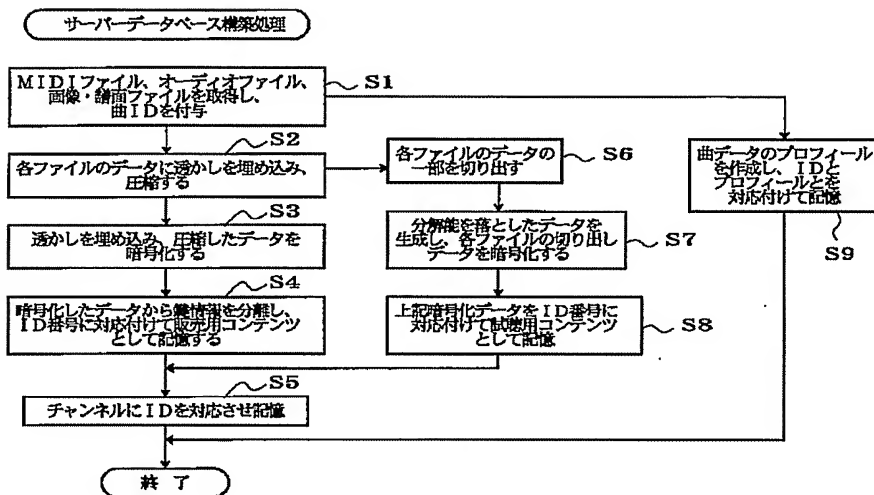 サーバーデータベース構築処理
MIDIファイル、オーディオファイル、
画像・譜面ファイルを取得し、
曲IDを付与
S1
各ファイルのデータに透かしを埋め込み、
圧縮する
S2
透かしを埋め込み、圧縮したデータを
暗号化する
S3
暗号化したデータから鍵情報を分離し、
ID番号に対応付けて販売用コンテンツ
として記憶する
S4
チャンネルにIDを対応させ記憶
S5
各ファイルのデータの
一部を切り出す
S6
分解能を落としたデータを
生成し、各ファイルの切り出し
データを暗号化する
S7
上記暗号化データをID番号に
対応付けて試聴用コンテンツ
として記憶
S8
曲データのプロフィール
を作成し、IDと
プロフィールとを
対応付けて記憶
S9
終了